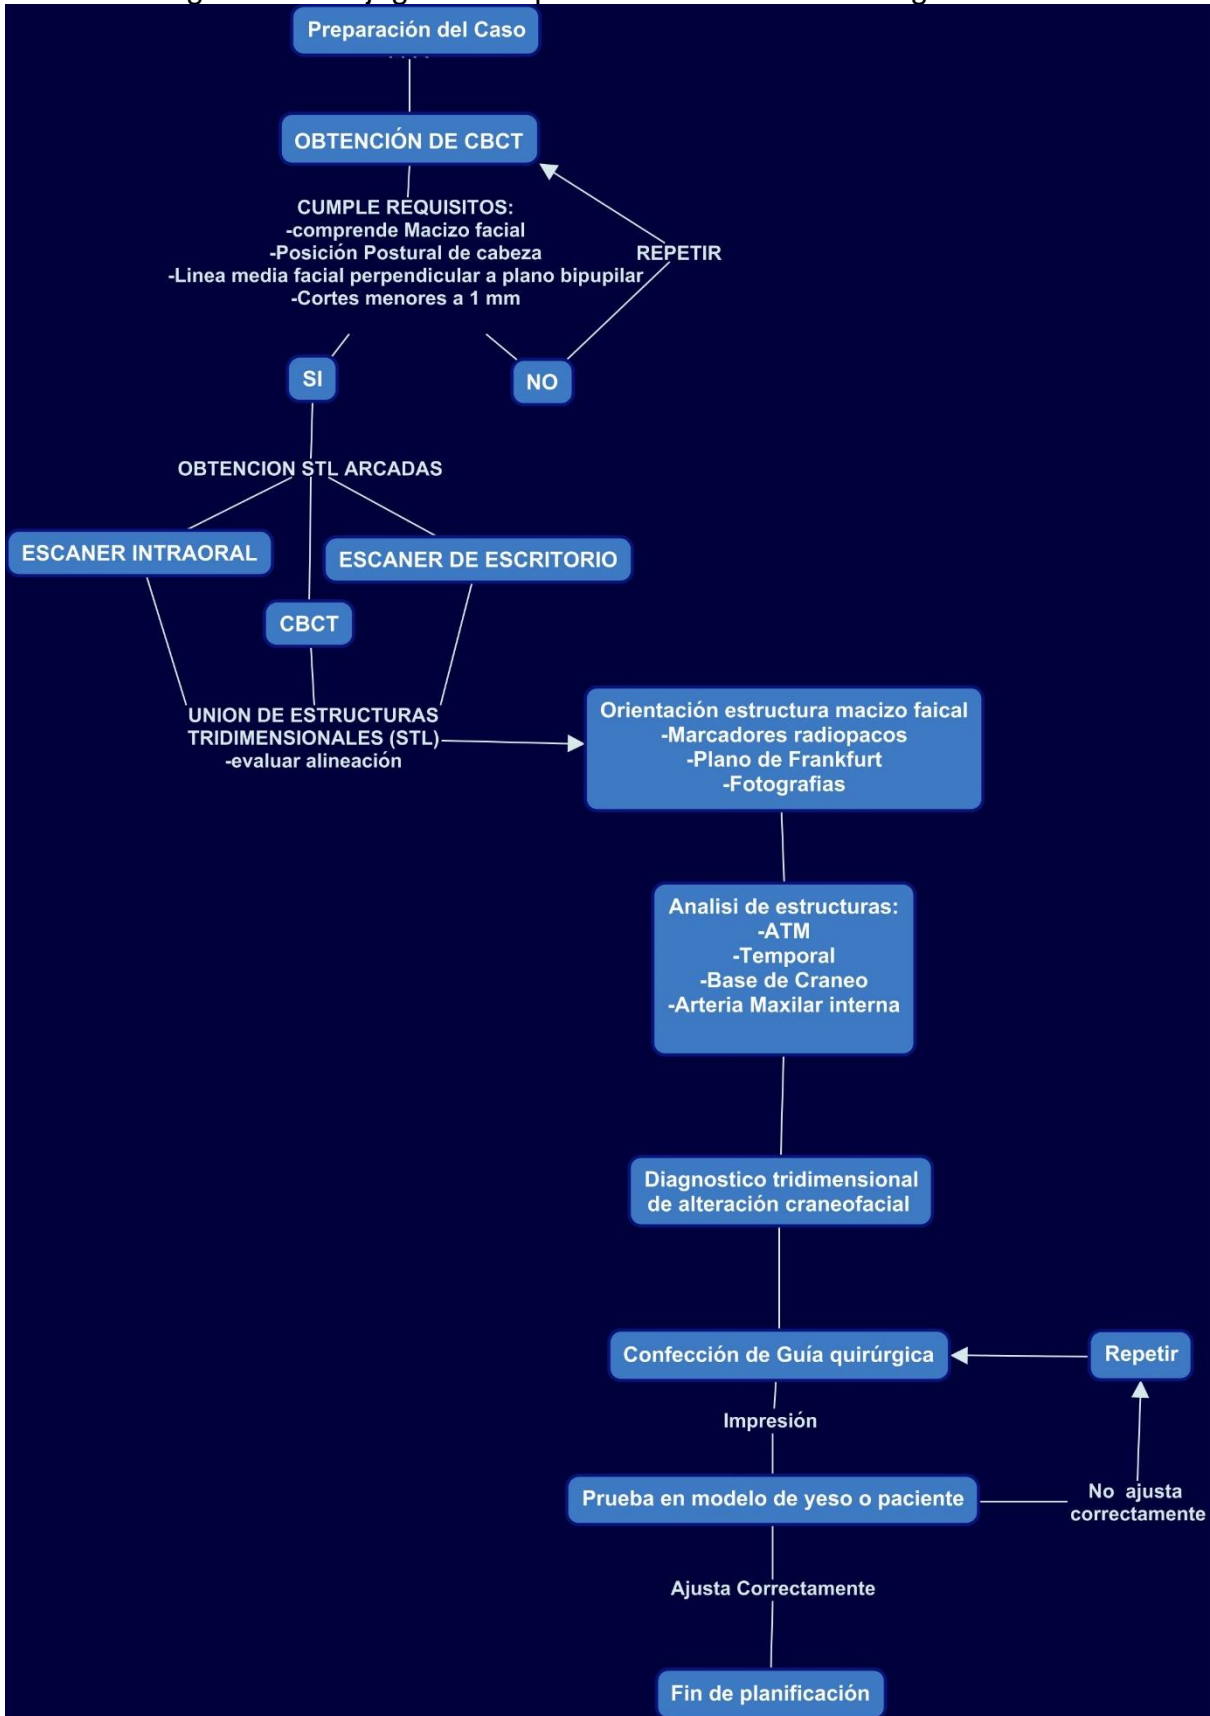 Preparación del Caso
OBTENCIÓN DE CBCT
CUMPLE REQUISITOS:
-comprende Macizo facial
-Posición Postural de cabeza
-Linea media facial perpendicular a plano bipupilar
-Cortes menores a 1 mm
REPETIR
SI
NO
OBTENCION STL ARCADAS
ESCANER INTRAORAL
ESCANER DE ESCRITORIO
CBCT
UNION DE ESTRUCTURAS
TRIDIMENSIONALES (STL)
-evaluar alineación
Orientación estructura macizo faical
-Marcadores radiopacos
-Plano de Frankfurt
-Fotografias
Analisi de estructuras:
-ATM
-Temporal
-Base de Craneo
-Arteria Maxilar interna
Diagnostico tridimensional
de alteración craneofacial
Confección de Guía quirúrgica
Repetir
Impresión
Prueba en modelo de yeso o paciente
No ajusta
correctamente
Ajusta Correctamente
Fin de planificación